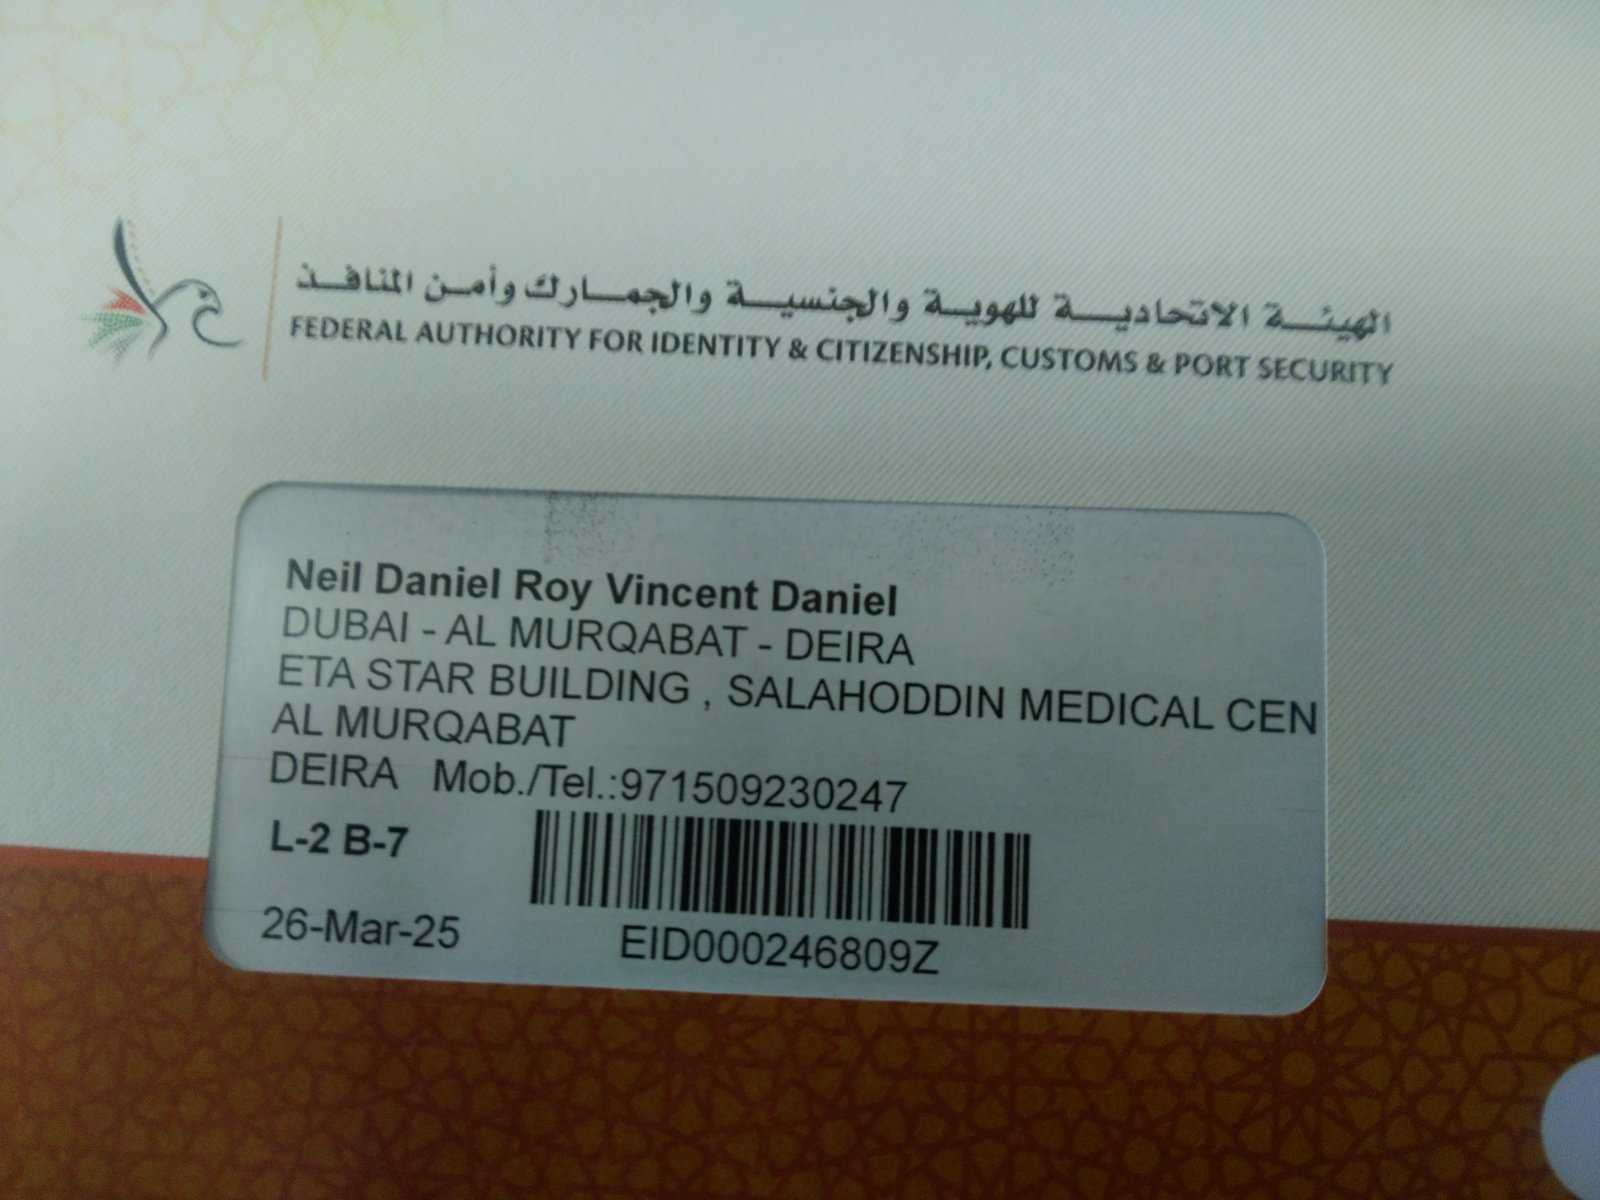 الهيئة الاتحادية للهوية والجنسية والجمارك وأمن المنافذ
FEDERAL AUTHORITY FOR IDENTITY & CITIZENSHIP, CUSTOMS & PORT SECURITY
Neil Daniel Roy Vincent Daniel
DUBAI - AL MURQABAT - DEIRA
ETA STAR BUILDING , SALAHODDIN MEDICAL CEN
AL MURQABAT
DEIRA Mob./Tel.:971509230247
L-2 B-7
26-Mar-25
EID000246809Z